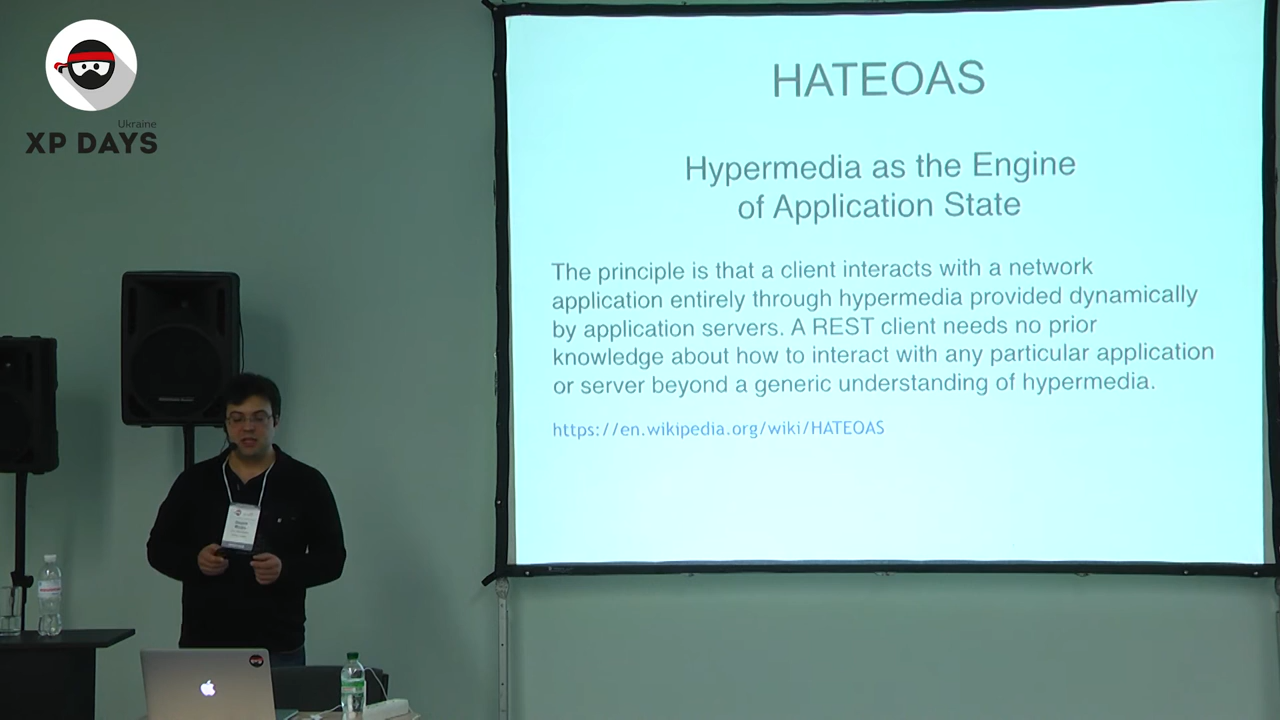 Ukraine
XP DAYS
HATEOAS
Hypermedia as the Engine
of Application State
The principle is that a client interacts with a network
application entirely through hypermedia provided dynamically
by application servers. A REST client needs no prior
knowledge about how to interact with any particular application
or server beyond a generic understanding of hypermedia.
https://en.wikipedia.org/wiki/HATEOAS